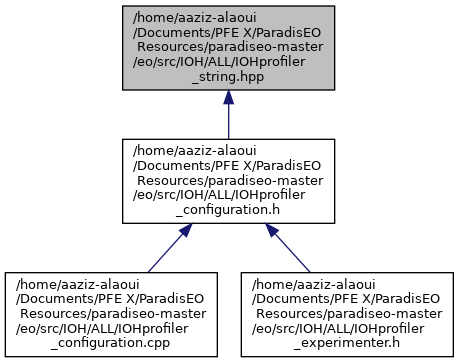 /home/aaziz-alaoui
/Documents/PFE X/ParadisEO
Resources/paradiseo-master
/eo/src/IOH/ALL/IOHprofiler
_string.hpp
/home/aaziz-alaoui
/Documents/PFE X/ParadisEO
Resources/paradiseo-master
/eo/src/IOH/ALL/IOHprofiler
_configuration.h
/home/aaziz-alaoui
/Documents/PFE X/ParadisEO
Resources/paradiseo-master
/eo/src/IOH/ALL/IOHprofiler
_configuration.cpp
/home/aaziz-alaoui
/Documents/PFE X/ParadisEO
Resources/paradiseo-master
/eo/src/IOH/ALL/IOHprofiler
_experimenter.h